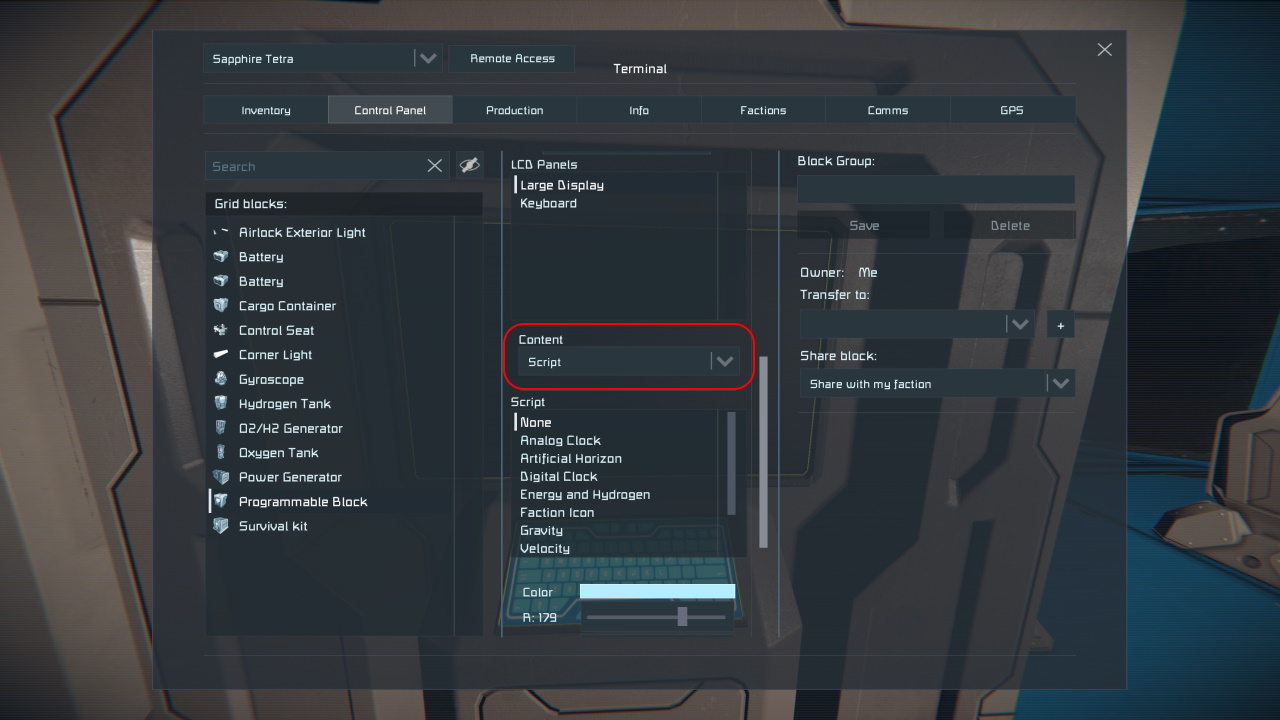 Sapphire Tetra
Remote Access
Terminal
Inventory
Control Panel
Production
Info
Factions
Comms
GPS
Search
Grid blocks:
Airlock Exterior Light
Battery
Battery
Cargo Container
Control Seat
Corner Light
Gyroscope
Hydrogen Tank
O2/H2 Generator
Oxygen Tank
Power Generator
Programmable Block
Survival kit
LCD Panels
Large Display
Keyboard
Content
Script
Script
None
Analog Clock
Artificial Horizon
Digital Clock
Energy and Hydrogen
Faction Icon
Gravity
Velocity
Color
R: 179
Block Group:
Save
Delete
Owner: Me
Transfer to:
+
Share block:
Share with my faction